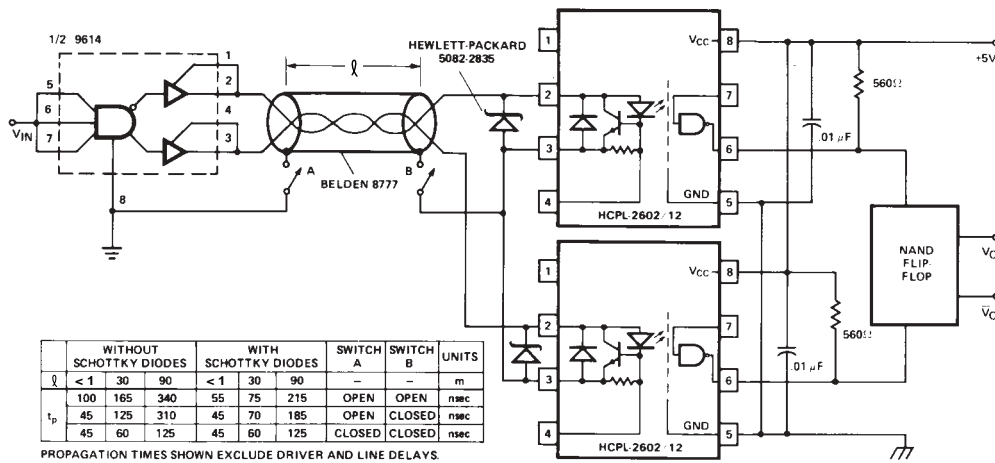 1/2 9614
1
2
4
3
5
6
7
8
V_IN
ℓ
A
B
BELDEN 8777
HEWLETT-PACKARD
5082-2835
1
2
3
4
V_CC
8
7
6
GND
5
HCPL-2602/12
+5V
560Ω
.01 μF
1
2
3
4
V_CC
8
7
6
GND
5
HCPL-2602/12
560Ω
.01 μF
NAND
FLIP-
FLOP
WITHOUT SCHOTTKY DIODES WITH SCHOTTKY DIODES SWITCH A SWITCH B UNITS
ℓ < 1 30 90 < 1 30 90 – – m
t_p 100 165 340 55 75 215 OPEN OPEN nsec
45 125 310 45 70 185 OPEN CLOSED nsec
45 60 125 45 60 125 CLOSED CLOSED nsec
PROPAGATION TIMES SHOWN EXCLUDE DRIVER AND LINE DELAYS.